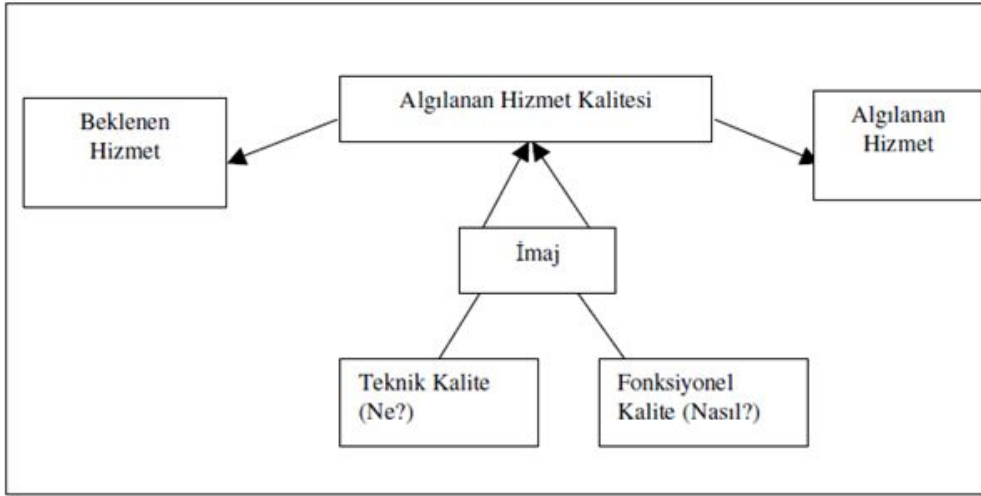 Algılanan Hizmet Kalitesi
Beklenen
Hizmet
Algılanan
Hizmet
İmaj
Teknik Kalite
(Ne?)
Fonksiyonel
Kalite (Nasıl?)